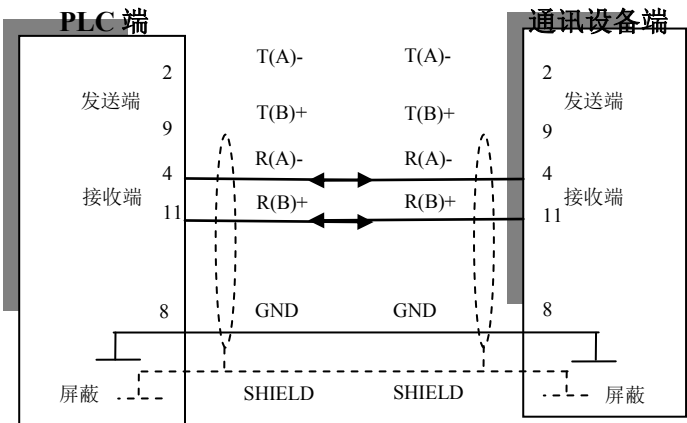 PLC 端 通讯设备端
2 T(A)- T(A)- 2
发送端 发送端
9 T(B)+ T(B)+ 9
4 R(A)- R(A)- 4
接收端 接收端
11 R(B)+ R(B)+ 11
8 GND GND 8
屏蔽 SHIELD SHIELD 屏蔽